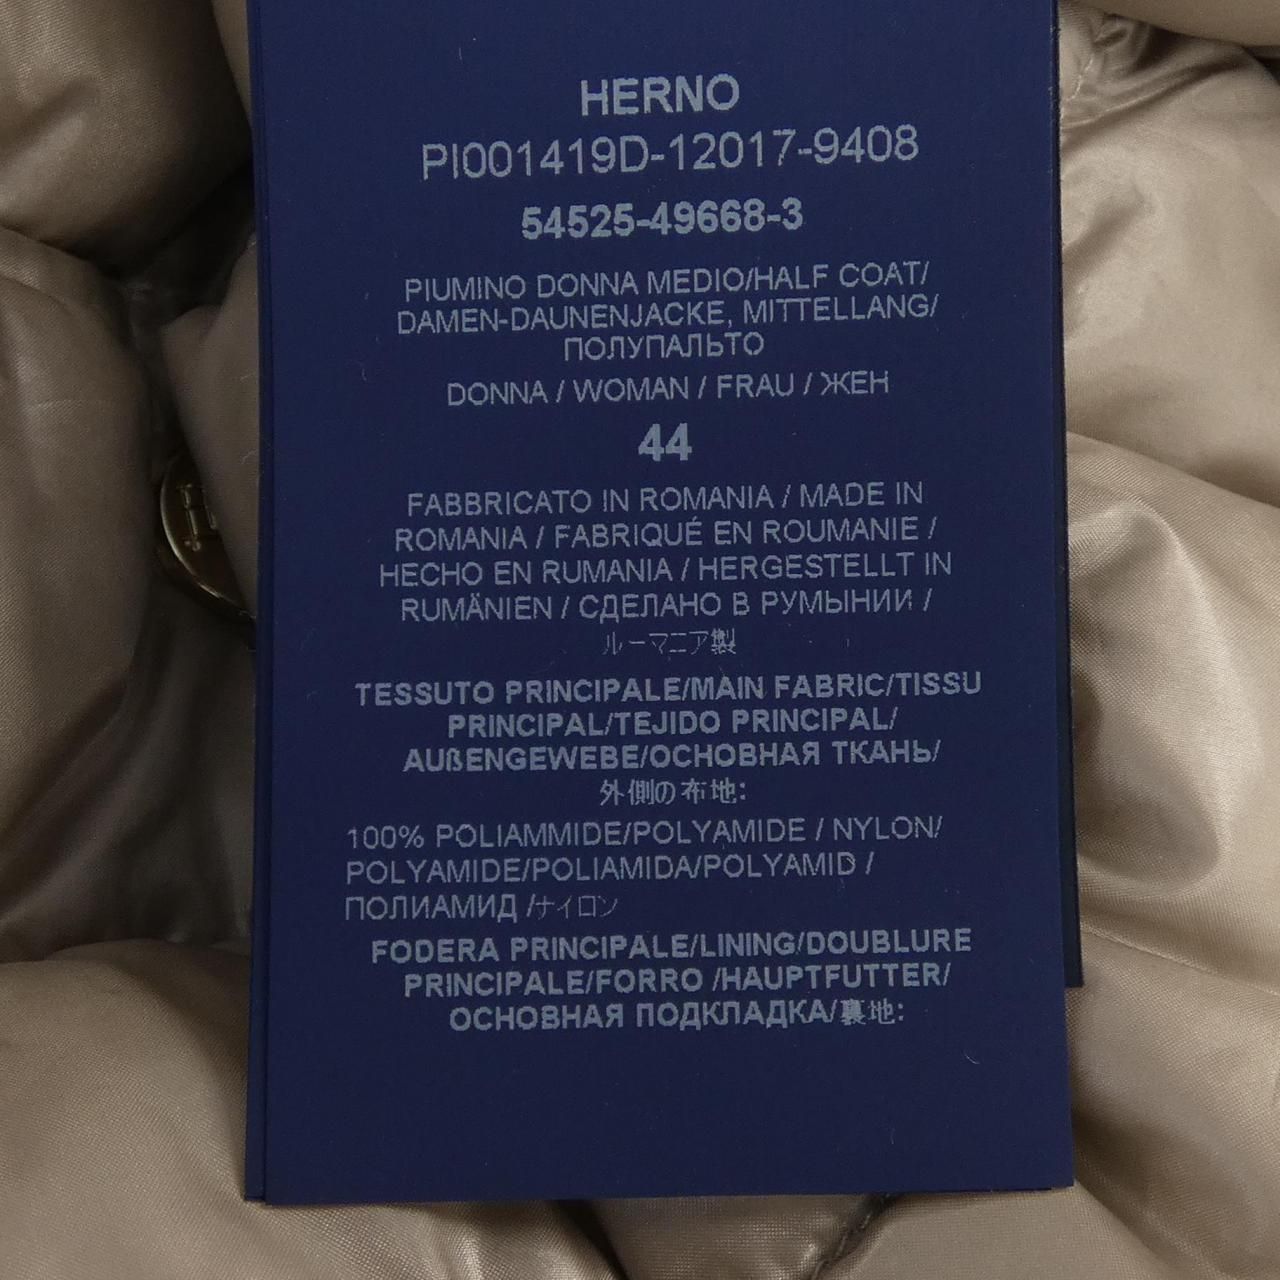 HERNO
PI001419D-12017-9408
54525-49668-3
PIUMINO DONNA MEDIO/HALF COAT/
DAMEN-DAUNENJACKE, MITTELLANG/
ПОЛУПАЛЬТО
DONNA / WOMAN / FRAU / ЖЕН
44
FABBRICATO IN ROMANIA / MADE IN
ROMANIA / FABRIQUÉ EN ROUMANIE /
HECHO EN RUMANIA / HERGESTELLT IN
RUMÄNIEN / СДЕЛАНО В РУМЫНИИ /
ルーマニア製
TESSUTO PRINCIPALE/MAIN FABRIC/TISSU
PRINCIPAL/TEJIDO PRINCIPAL/
AUßENGEWEBE/ОСНОВНАЯ ТКАНЬ/
外側の布地:
100% POLIAMMIDE/POLYAMIDE / NYLON/
POLYAMIDE/POLIAMIDA/POLYAMID /
ПОЛИАМИД /ナイロン
FODERA PRINCIPALE/LINING/DOUBLURE
PRINCIPALE/FORRO /HAUPTFUTTER/
ОСНОВНАЯ ПОДКЛАДКА/裏地: